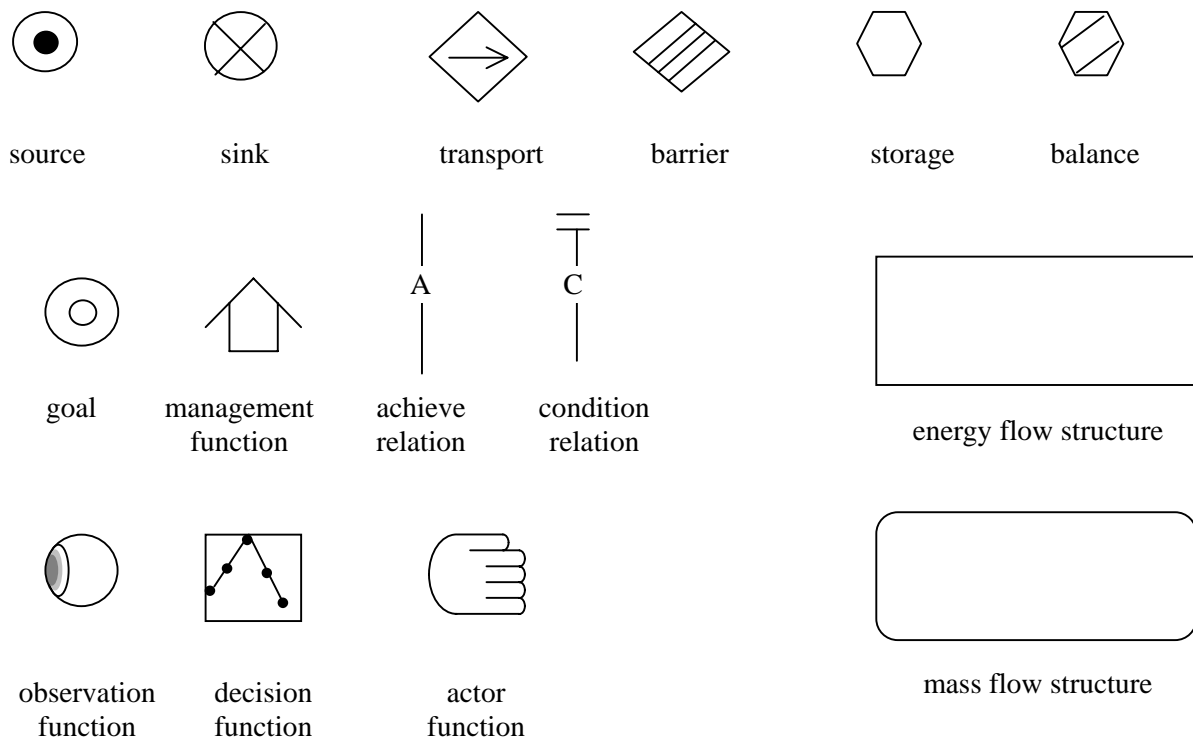 source
sink
transport
barrier
storage
balance
A
C
goal
management
function
achieve
relation
condition
relation
energy flow structure
observation
function
decision
function
actor
function
mass flow structure